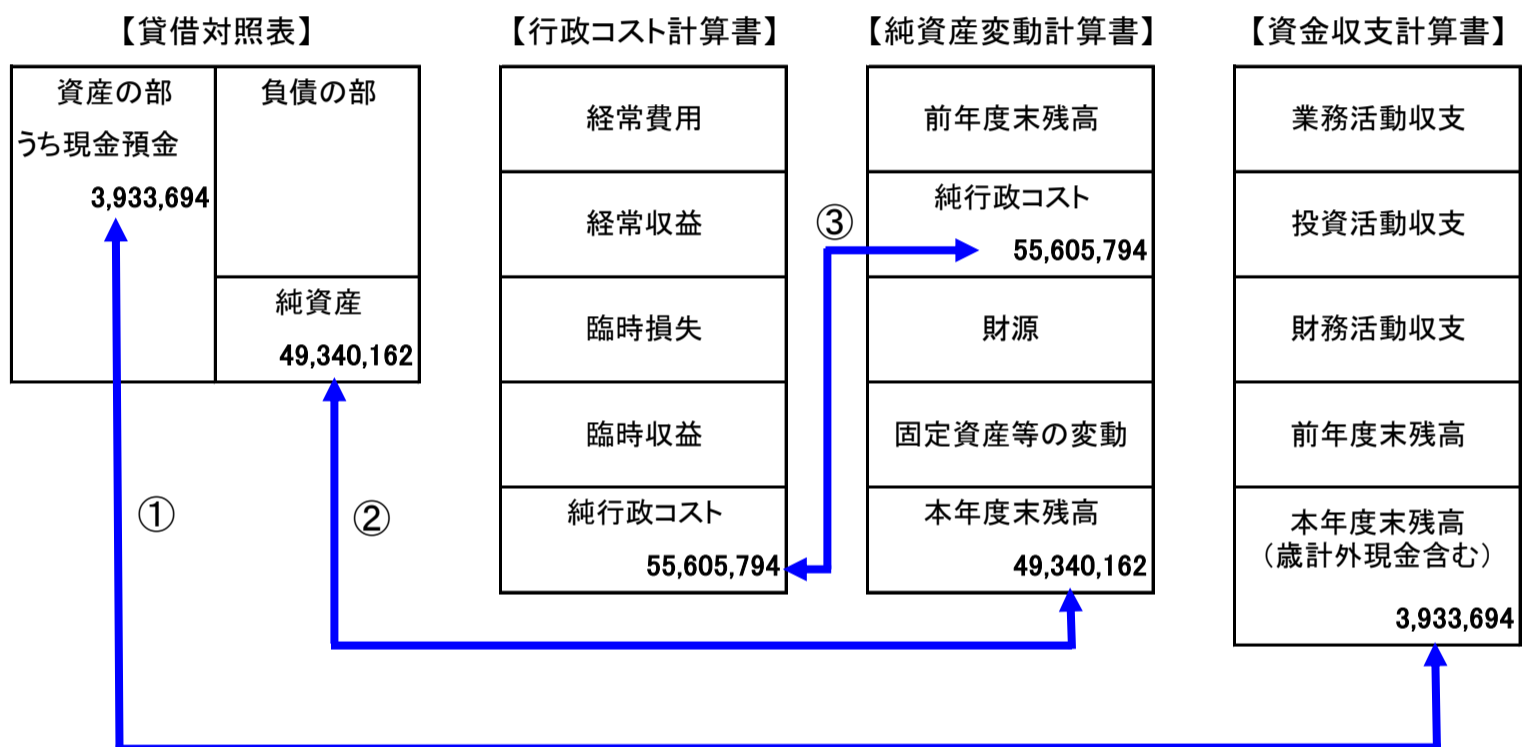 【貸借対照表】
資産の部
うち現金預金
3,933,694
負債の部
純資産
49,340,162
【行政コスト計算書】
経常費用
経常収益
臨時損失
臨時収益
純行政コスト
55,605,794
【純資産変動計算書】
前年度末残高
純行政コスト
55,605,794
財源
固定資産等の変動
本年度末残高
49,340,162
【資金収支計算書】
業務活動収支
投資活動収支
財務活動収支
前年度末残高
本年度末残高
（歳計外現金含む）
3,933,694
①
②
③